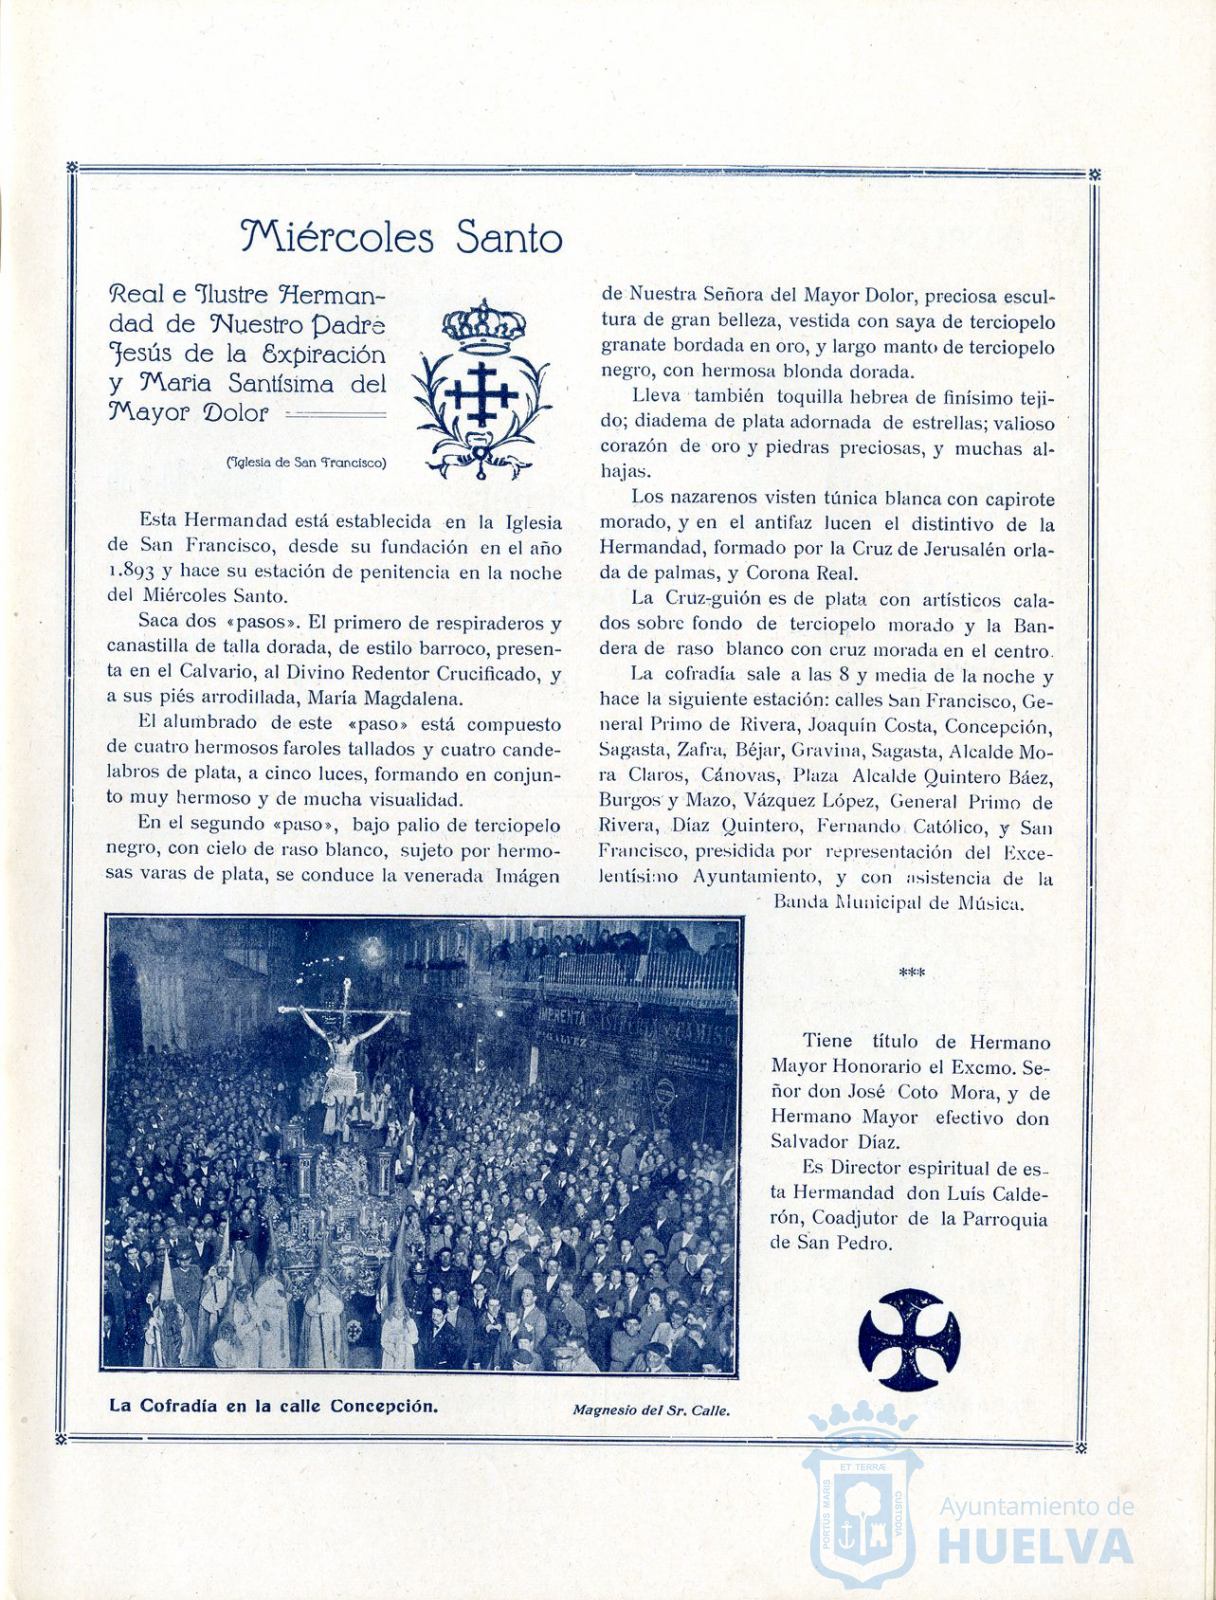 Miércoles Santo
Real e Ilustre Herman-
dad de Nuestro Padre
Jesús de la Expiración
y Maria Santísima del
Mayor Dolor
(Iglesia de San Francisco)
Esta Hermandad está establecida en la Iglesia
de San Francisco, desde su fundación en el año
1.893 y hace su estación de penitencia en la noche
del Miércoles Santo.
Saca dos «pasos». El primero de respiraderos y
canastilla de talla dorada, de estilo barroco, presen-
ta en el Calvario, al Divino Redentor Crucificado, y
a sus piés arrodillada, María Magdalena.
El alumbrado de este «paso» está compuesto
de cuatro hermosos faroles tallados y cuatro cande-
labros de plata, a cinco luces, formando en conjun-
to muy hermoso y de mucha visualidad.
En el segundo «paso», bajo palio de terciopelo
negro, con cielo de raso blanco, sujeto por hermo-
sas varas de plata, se conduce la venerada Imágen
de Nuestra Señora del Mayor Dolor, preciosa escul-
tura de gran belleza, vestida con saya de terciopelo
granate bordada en oro, y largo manto de terciopelo
negro, con hermosa blonda dorada.
Lleva también toquilla hebrea de finísimo teji-
do; diadema de plata adornada de estrellas; valioso
corazón de oro y piedras preciosas, y muchas al-
hajas.
Los nazarenos visten túnica blanca con capirote
morado, y en el antifaz lucen el distintivo de la
Hermandad, formado por la Cruz de Jerusalén orla-
da de palmas, y Corona Real.
La Cruz-guión es de plata con artísticos cala-
dos sobre fondo de terciopelo morado y la Ban-
dera de raso blanco con cruz morada en el centro.
La cofradía sale a las 8 y media de la noche y
hace la siguiente estación: calles San Francisco, Ge-
neral Primo de Rivera, Joaquín Costa, Concepción,
Sagasta, Zafra, Béjar, Gravina, Sagasta, Alcalde Mo-
ra Claros, Cánovas, Plaza Alcalde Quintero Báez,
Burgos y Mazo, Vázquez López, General Primo de
Rivera, Díaz Quintero, Fernando Católico, y San
Francisco, presidida por representación del Exce-
lentísimo Ayuntamiento, y con asistencia de la
Banda Municipal de Música.
***
Tiene título de Hermano
Mayor Honorario el Excmo. Se-
ñor don José Coto Mora, y de
Hermano Mayor efectivo don
Salvador Díaz.
Es Director espiritual de es-
ta Hermandad don Luís Calde-
rón, Coadjutor de la Parroquia
de San Pedro.
IMPRENTA
GALVEZ
La Cofradía en la calle Concepción.
Magnesio del Sr. Calle.
PORTUS MARIS
ET TERRÆ
CUSTODIA
Ayuntamiento de
HUELVA